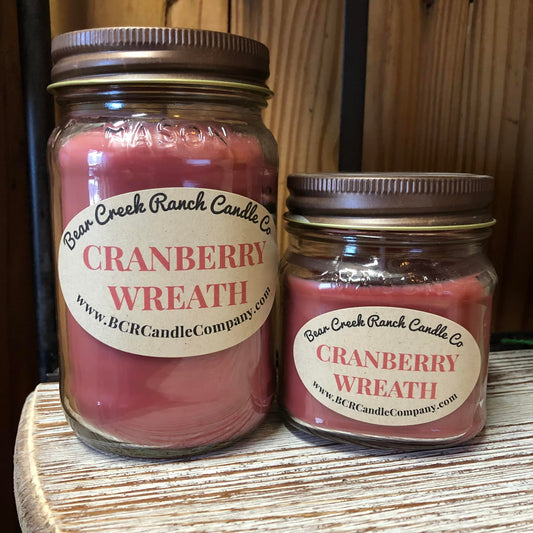 MASON
Bear Creek Ranch Candle Co
CRANBERRY
WREATH
www.BCRCandleCompany.com
Bear Creek Ranch Candle Co
CRANBERRY
WREATH
www.BCRCandleCompany.com